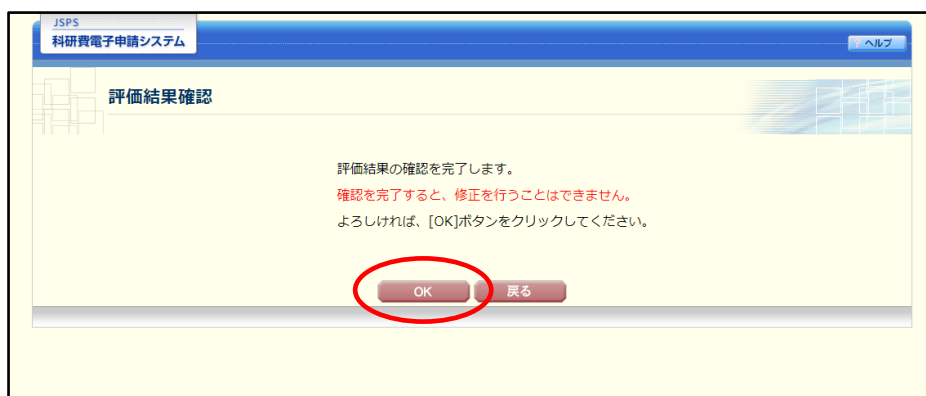 JSPS
科研費電子申請システム
ヘルプ
評価結果確認
評価結果の確認を完了します。
確認を完了すると、修正を行うことはできません。
よろしければ、[OK]ボタンをクリックしてください。
OK
戻る